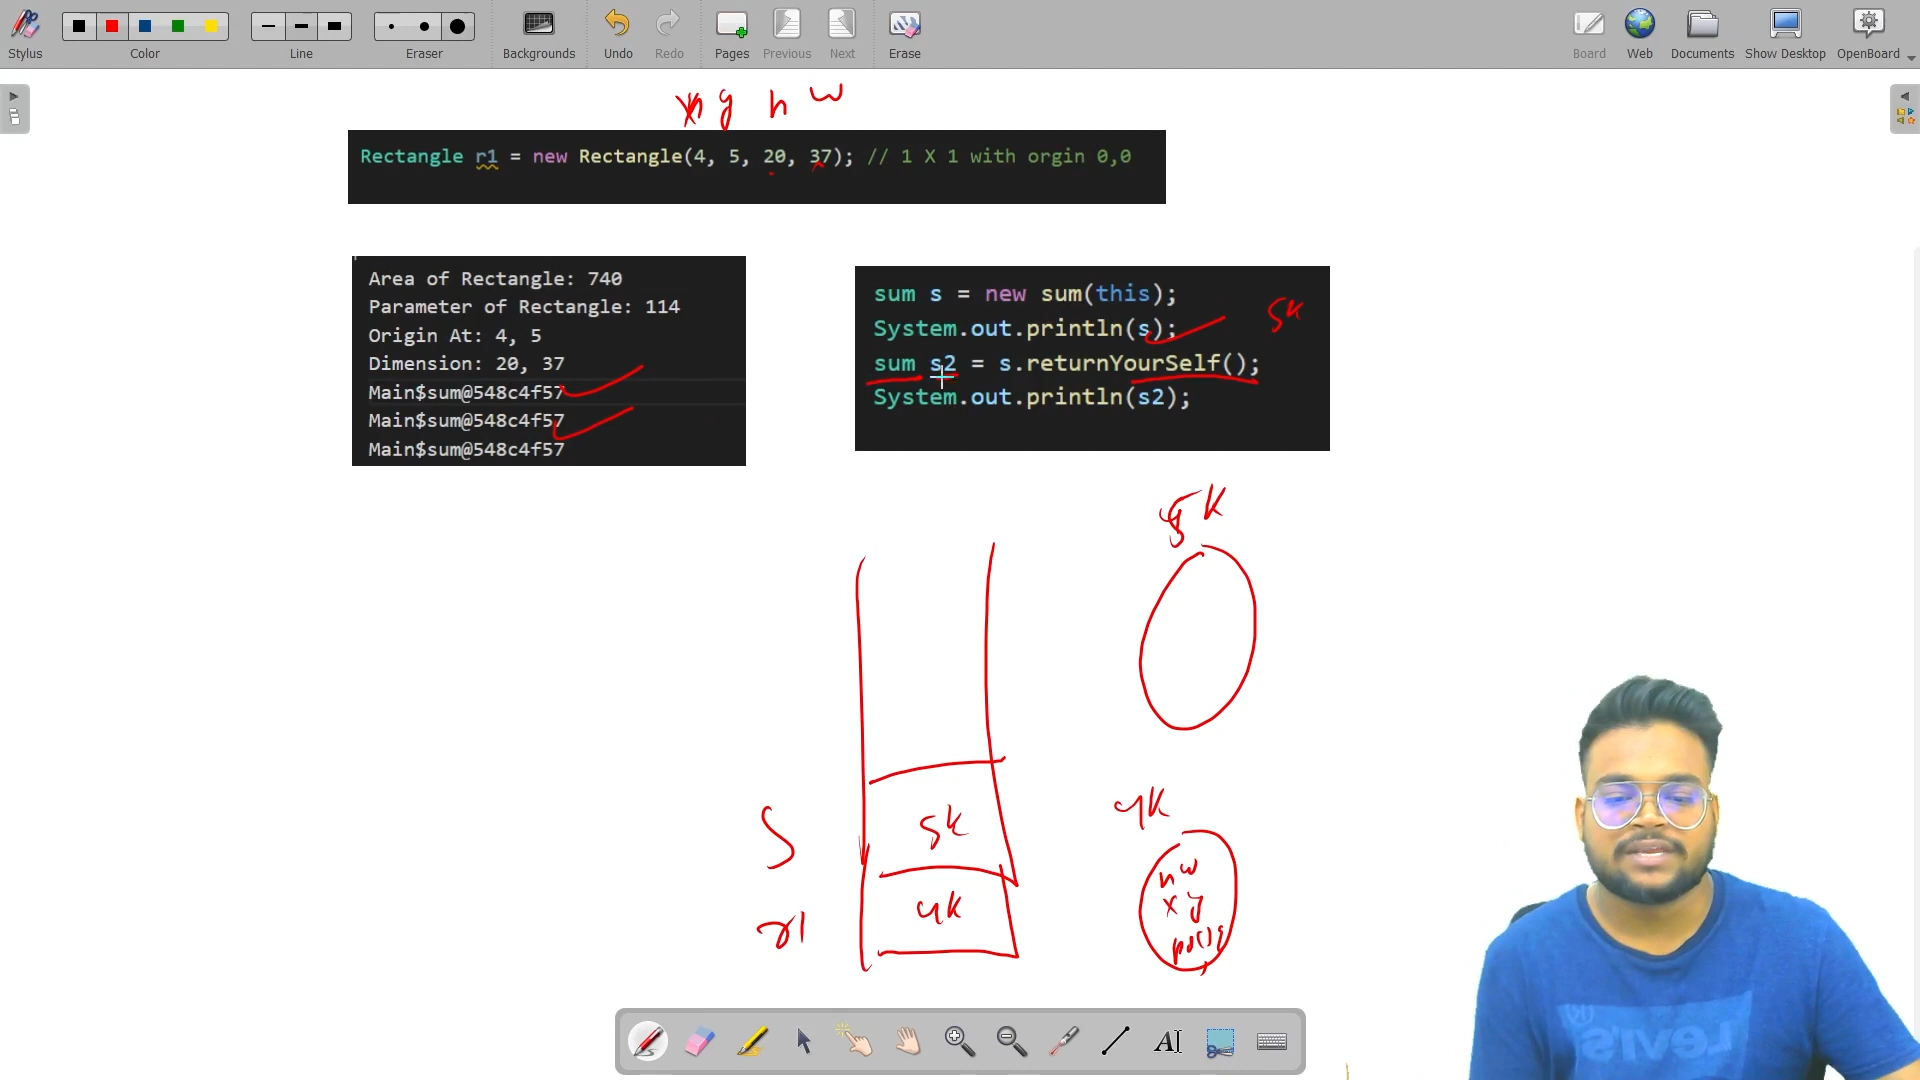 Stylus Color Line Eraser Backgrounds Undo Redo Pages Previous Next Erase Board Web Documents Show Desktop OpenBoard
y h w
Rectangle r1 = new Rectangle(4, 5, 20, 37); // 1 X 1 with orgin 0,0
Area of Rectangle: 740
Parameter of Rectangle: 114
Origin At: 4, 5
Dimension: 20, 37
Main$sum@548c4f57
Main$sum@548c4f57
Main$sum@548c4f57
sum s = new sum(this);
System.out.println(s);
sum s2 = s.returnYourSelf();
System.out.println(s2);
5k
5K
S
5k
4K
r1
4K
h w
x y
AI
LEVI'S